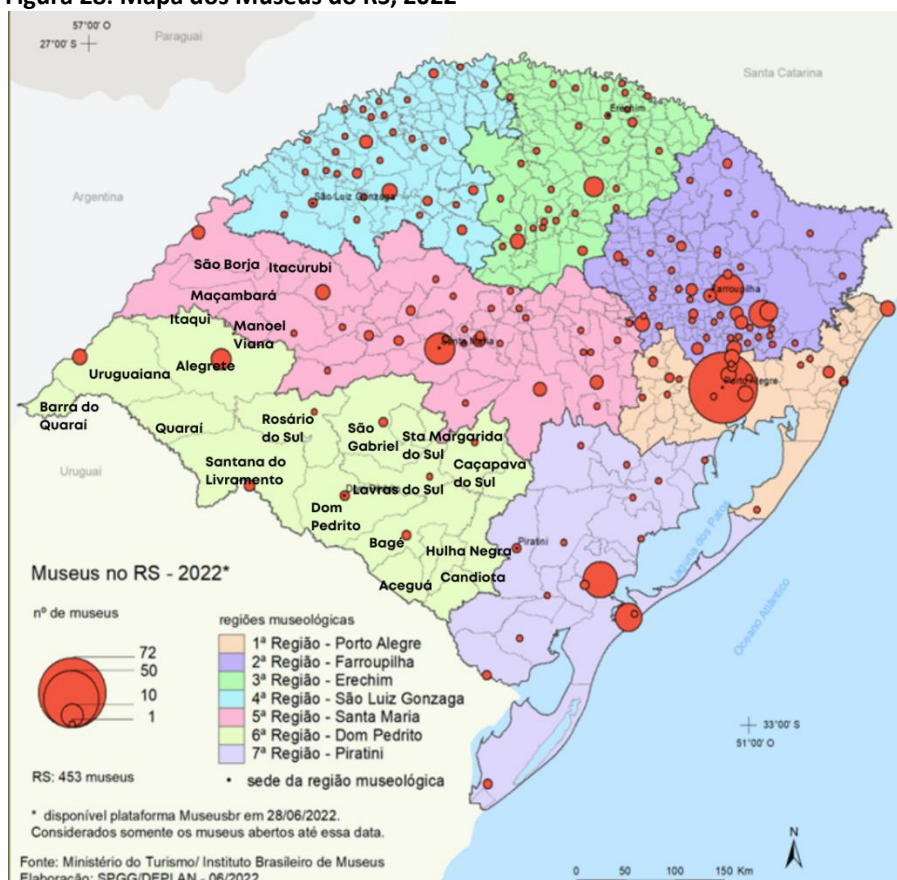 Figura 28: Mapa dos Museus do RS, 2022
57°00' O
27°00' S
Paraguai
Santa Catarina
Argentina
Erechim
São Luiz Gonzaga
São Borja
Itacurubi
Maçambará
Itaqui
Manoel
Viana
Farroupilha
Santa Maria
Uruguaiana
Alegrete
Porto Alegre
Barra do
Quaraí
Quaraí
Rosário
do Sul
São
Gabriel
Sta Margarida
do Sul
Caçapava
do Sul
Uruguai
Santana do
Livramento
Lavras do Sul
Dom
Pedrito
Bagé
Hulha Negra
Piratini
Aceguá
Candiota
Laguna dos Patos
Oceano Atlântico
Museus no RS - 2022*
nº de museus
72
50
10
1
RS: 453 museus
regiões museológicas
1ª Região - Porto Alegre
2ª Região - Farroupilha
3ª Região - Erechim
4ª Região - São Luiz Gonzaga
5ª Região - Santa Maria
6ª Região - Dom Pedrito
7ª Região - Piratini
• sede da região museológica
33°00' S
51°00' O
* disponível plataforma Museusbr em 28/06/2022.
Considerados somente os museus abertos até essa data.
Fonte: Ministério do Turismo/ Instituto Brasileiro de Museus
Elaboração: SPGG/DEPLAN - 06/2022
N
0 50 100 150 Km